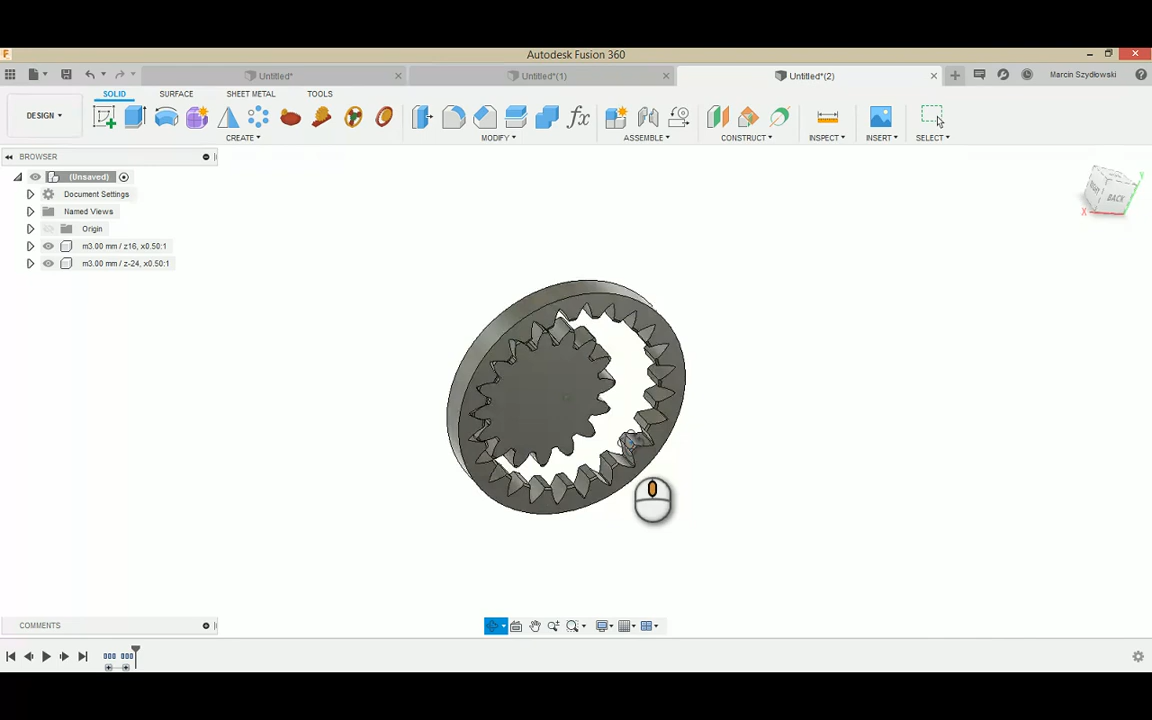 Autodesk Fusion 360
Untitled*
Untitled*(1)
Untitled*(2)
Marcin Szydlowski
DESIGN
SOLID
SURFACE
SHEET METAL
TOOLS
fx
CREATE
MODIFY
ASSEMBLE
CONSTRUCT
INSPECT
INSERT
SELECT
BROWSER
(Unsaved)
Document Settings
Named Views
Origin
m3.00 mm / z16, x0.50:1
m3.00 mm / z-24, x0.50:1
RIGHT
BACK
X
Y
COMMENTS